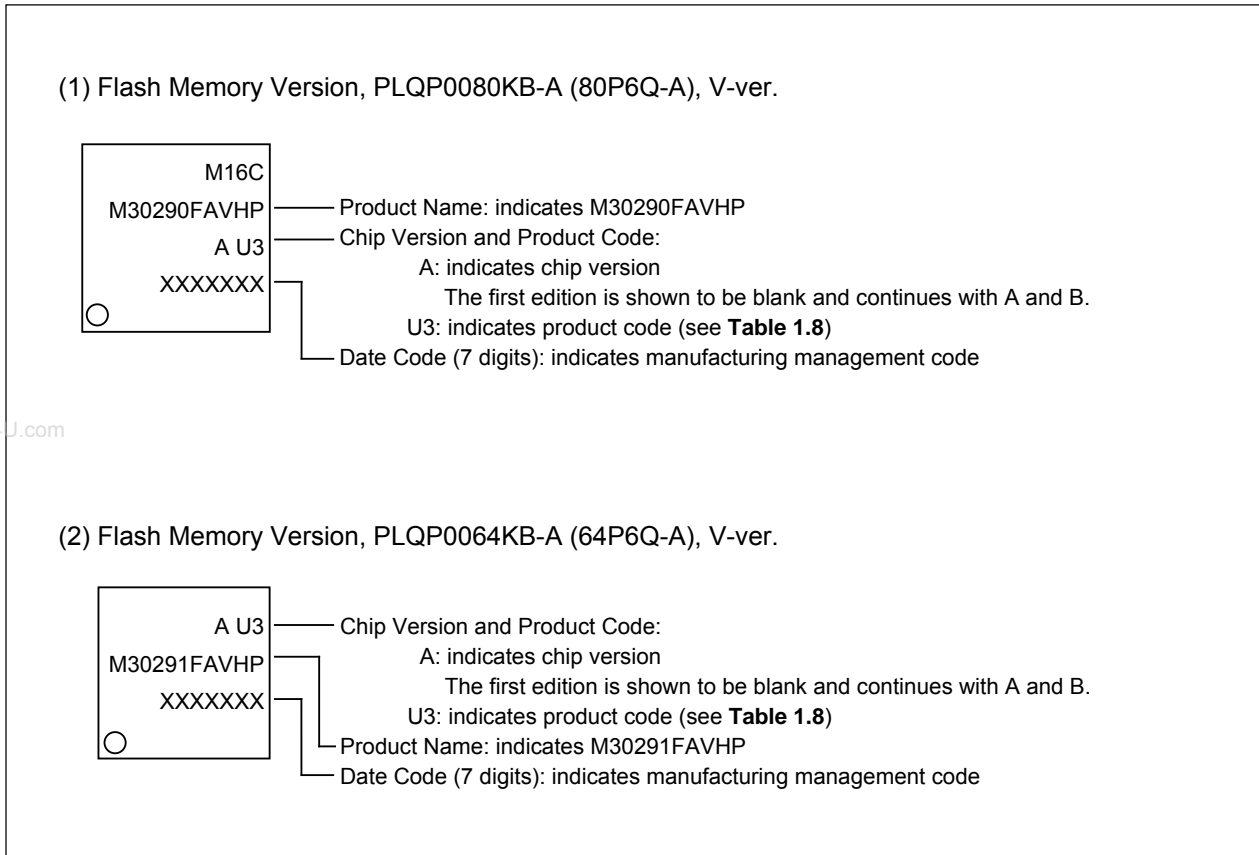 (1) Flash Memory Version, PLQP0080KB-A (80P6Q-A), V-ver.
M16C
M30290FAVHP
A U3
XXXXXXX
Product Name: indicates M30290FAVHP
Chip Version and Product Code:
A: indicates chip version
The first edition is shown to be blank and continues with A and B.
U3: indicates product code (see Table 1.8)
Date Code (7 digits): indicates manufacturing management code
U.com
(2) Flash Memory Version, PLQP0064KB-A (64P6Q-A), V-ver.
A U3
M30291FAVHP
XXXXXXX
Chip Version and Product Code:
A: indicates chip version
The first edition is shown to be blank and continues with A and B.
U3: indicates product code (see Table 1.8)
Product Name: indicates M30291FAVHP
Date Code (7 digits): indicates manufacturing management code